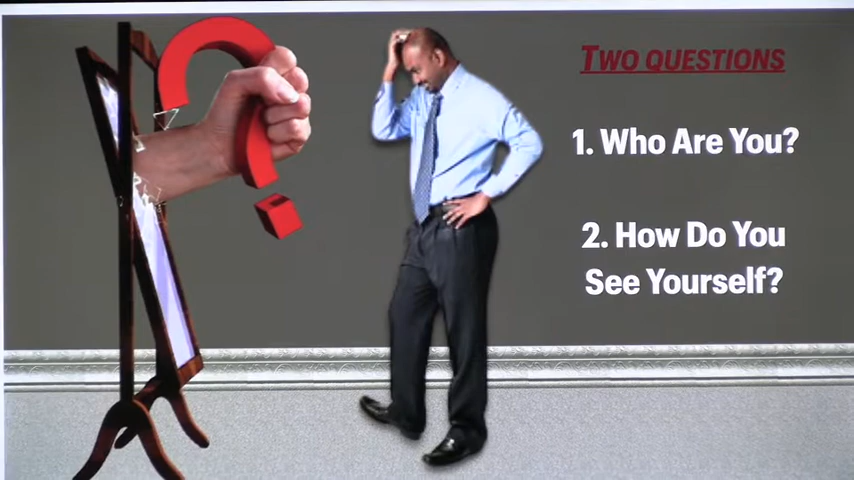 TWO QUESTIONS
1. Who Are You?
2. How Do You
See Yourself?